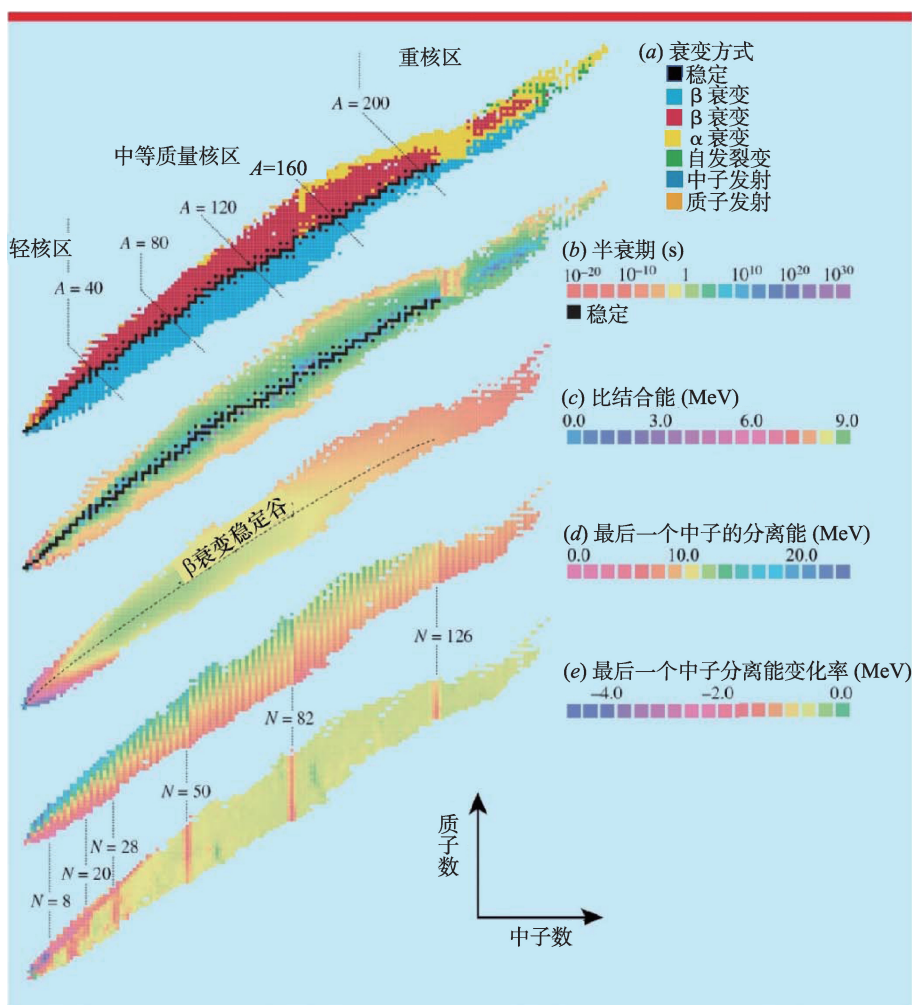 重核区
(a) 衰变方式
稳定
β 衰变
β 衰变
α 衰变
自发裂变
中子发射
质子发射
A = 200
中等质量核区
A=160
A = 120
轻核区
A = 80
A = 40
(b) 半衰期 (s)
10⁻²⁰ 10⁻¹⁰ 1 10¹⁰ 10²⁰ 10³⁰
稳定
(c) 比结合能 (MeV)
0.0 3.0 6.0 9.0
β衰变稳定谷
(d) 最后一个中子的分离能 (MeV)
0.0 10.0 20.0
N = 126
(e) 最后一个中子分离能变化率 (MeV)
−4.0 −2.0 0.0
N = 82
N = 50
N = 28
N = 20
N = 8
质子数
中子数